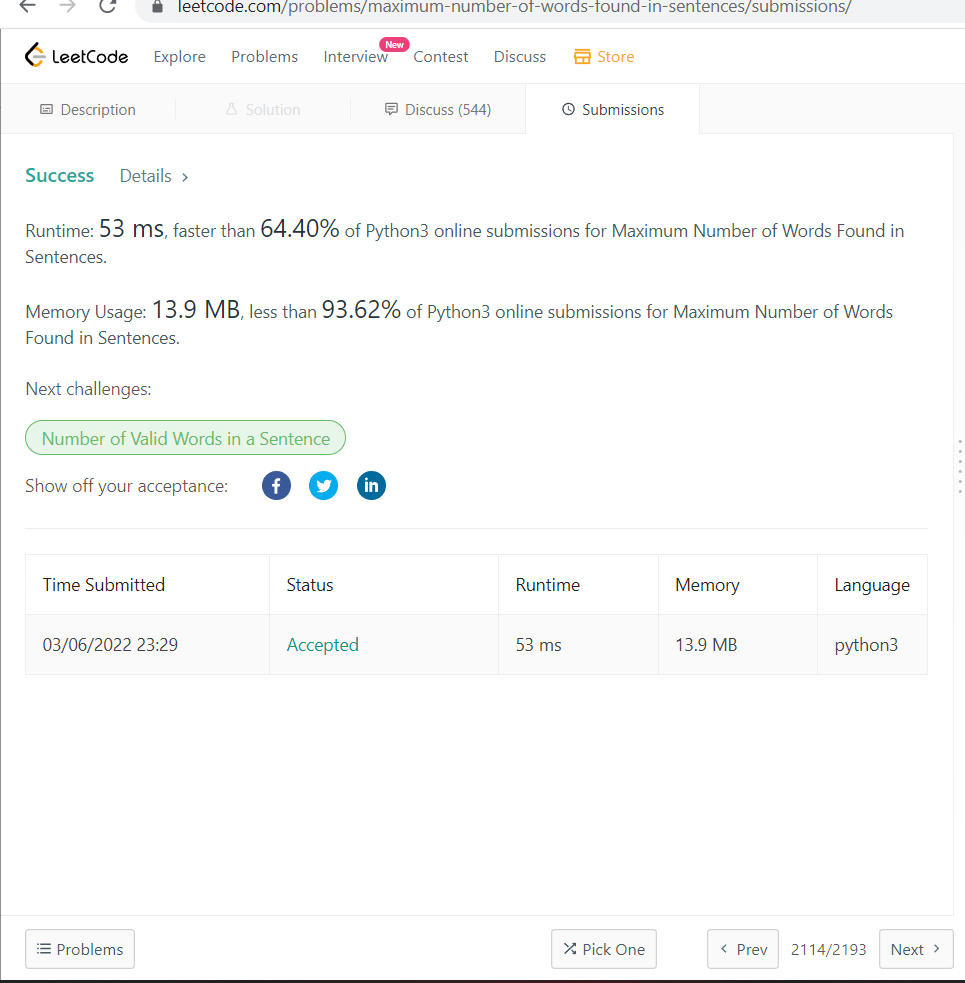 leetcode.com/problems/maximum-number-of-words-found-in-sentences/submissions/
LeetCode Explore Problems Interview New Contest Discuss Store
Description Solution Discuss (544) Submissions
Success Details >
Runtime: 53 ms, faster than 64.40% of Python3 online submissions for Maximum Number of Words Found in
Sentences.
Memory Usage: 13.9 MB, less than 93.62% of Python3 online submissions for Maximum Number of Words
Found in Sentences.
Next challenges:
Number of Valid Words in a Sentence
Show off your acceptance: f in
Time Submitted Status Runtime Memory Language
03/06/2022 23:29 Accepted 53 ms 13.9 MB python3
Problems Pick One < Prev 2114/2193 Next >